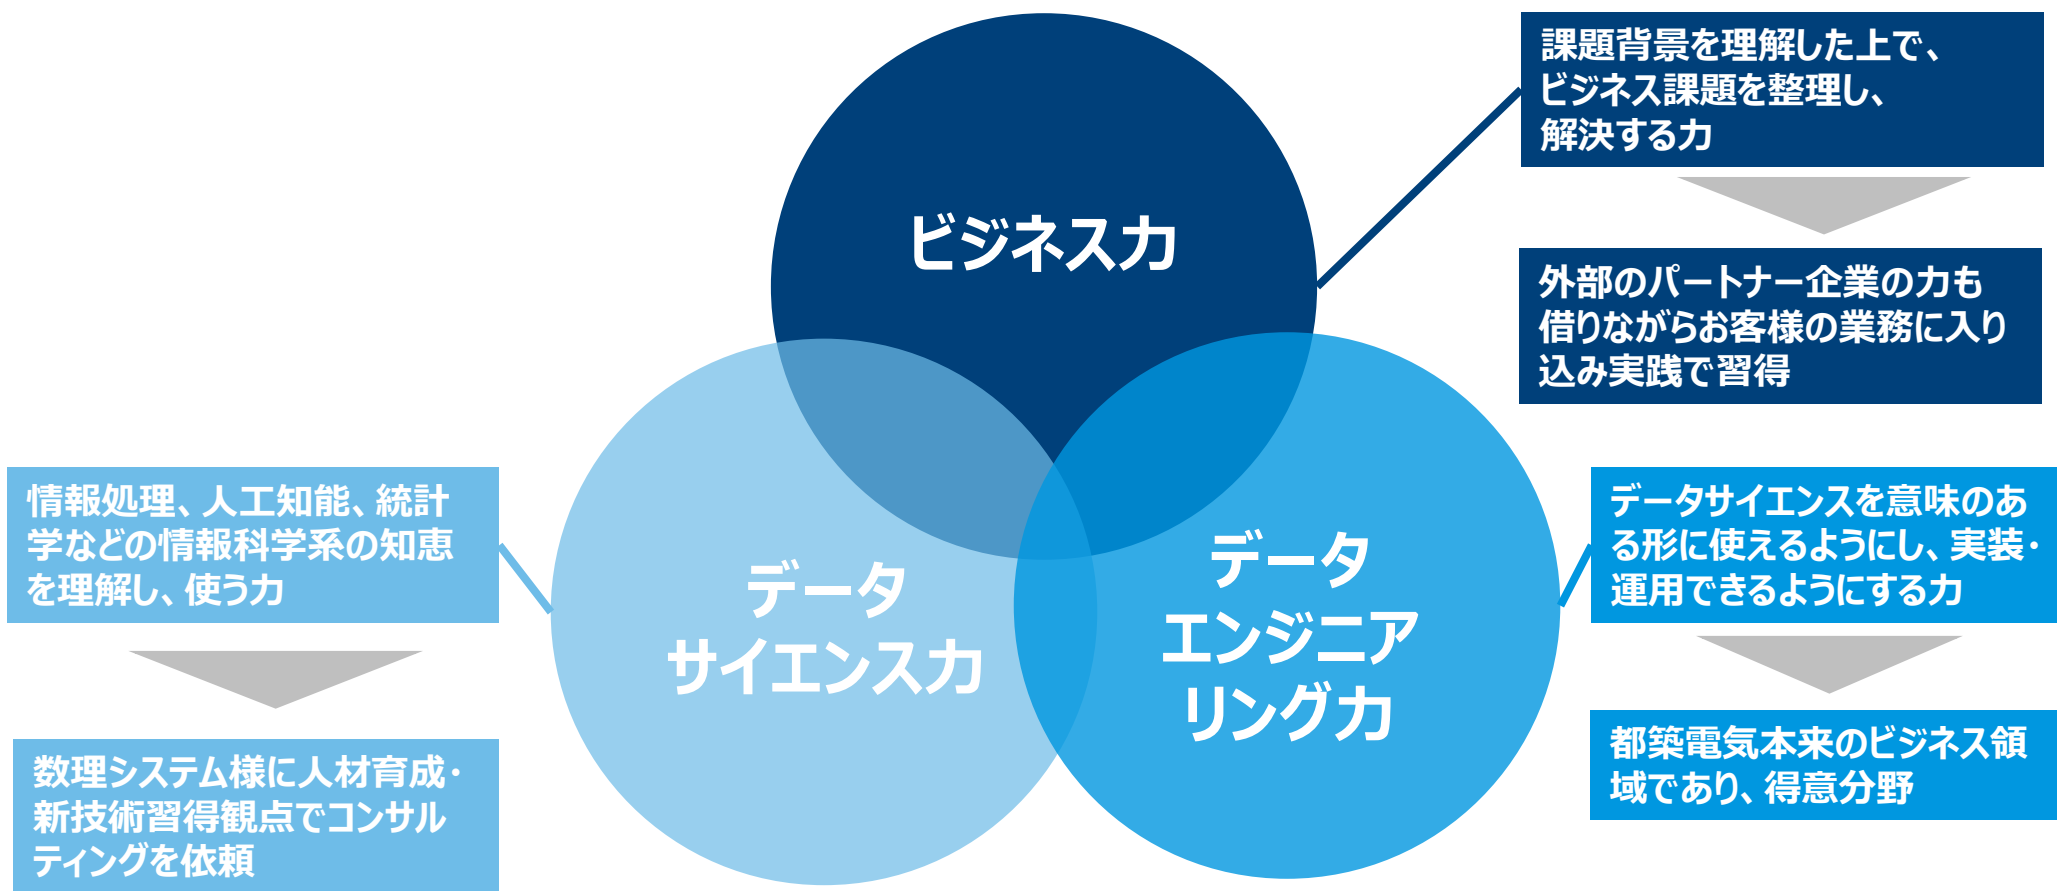 課題背景を理解した上で、
ビジネス課題を整理し、
解決する力
外部のパートナー企業の力も
借りながらお客様の業務に入り
込み実践で習得
ビジネス力
情報処理、人工知能、統計
学などの情報科学系の知恵
を理解し、使う力
数理システム様に人材育成・
新技術習得観点でコンサル
ティングを依頼
データ
サイエンス力
データ
エンジニア
リング力
データサイエンスを意味のあ
る形に使えるようにし、実装・
運用できるようにする力
都築電気本来のビジネス領
域であり、得意分野